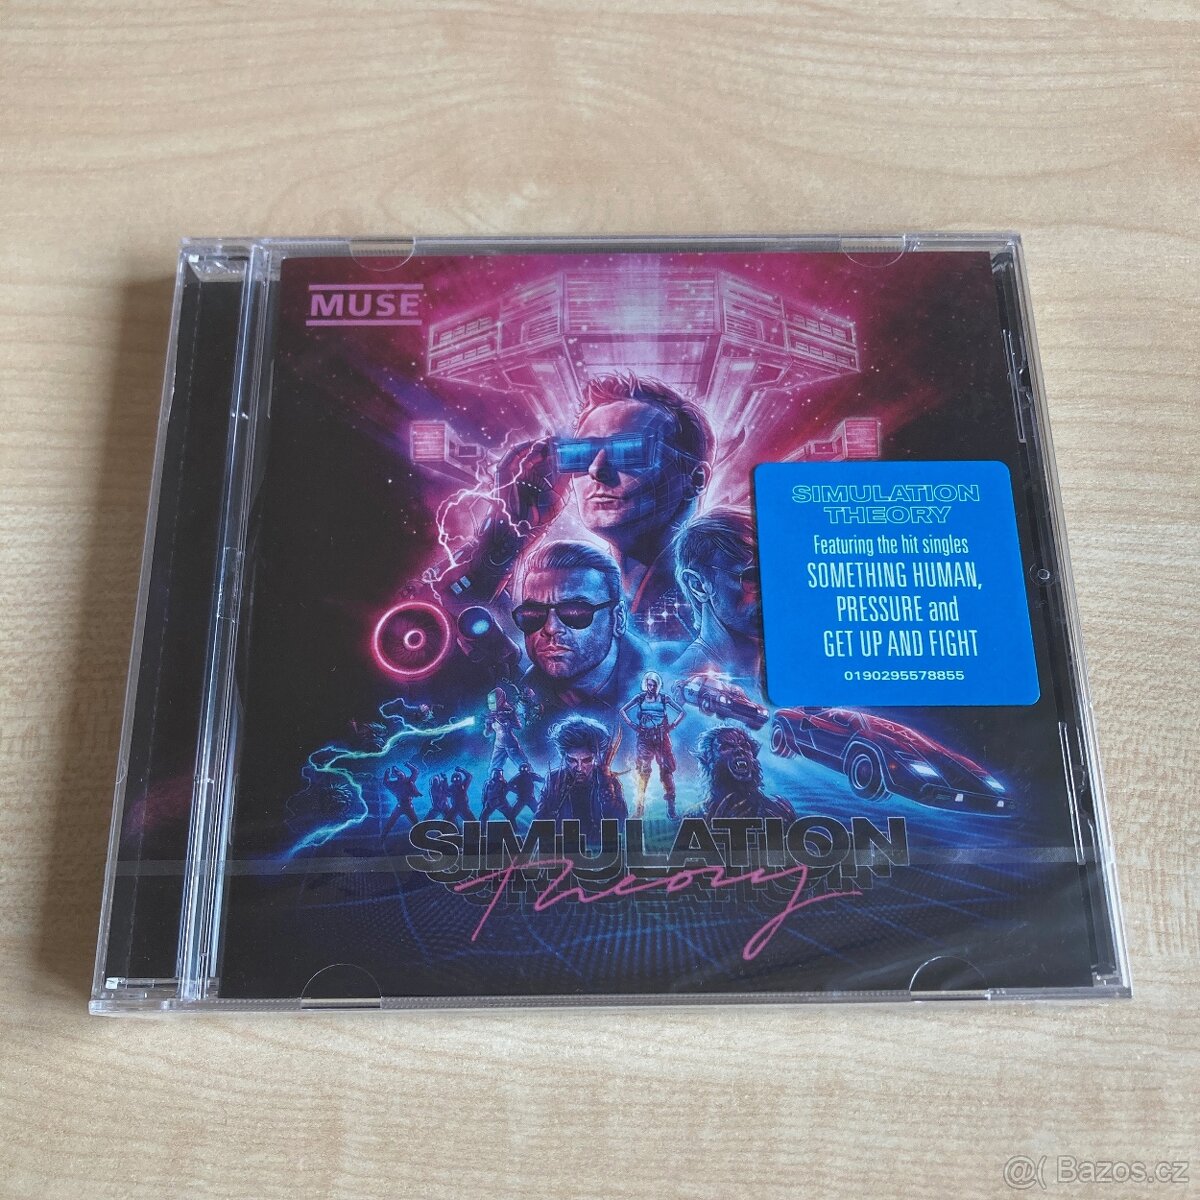 MUSE
SIMULATION
THEORY
Featuring the hit singles
SOMETHING HUMAN,
PRESSURE and
GET UP AND FIGHT
0190295578855
SIMULATION
Theory
@( Bazos.cz